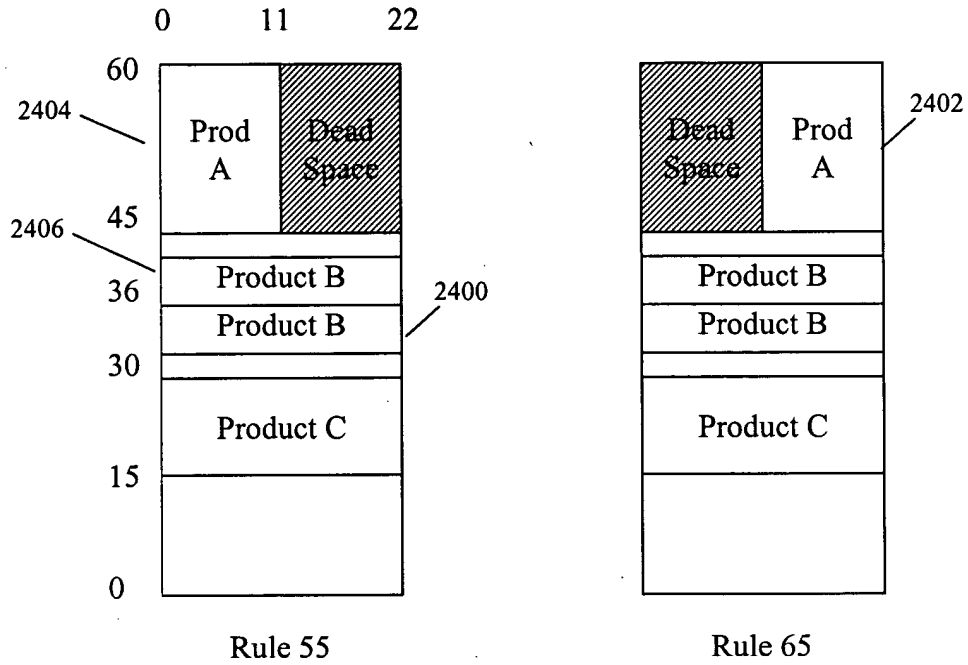 0 11 22
60
2404
Prod
A
Dead
Space
Dead
Space
Prod
A
2402
45
2406
Product B
Product B
36
2400
Product B
Product B
30
Product C
Product C
15
0
Rule 55
Rule 65